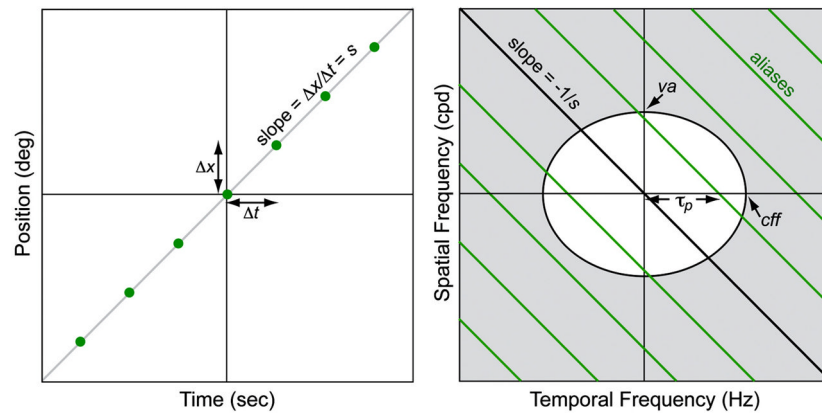 slope = Δx/Δt = s
Δx
Δt
Position (deg)
Time (sec)
slope = -1/s
va
aliases
τp
cff
Spatial Frequency (cpd)
Temporal Frequency (Hz)